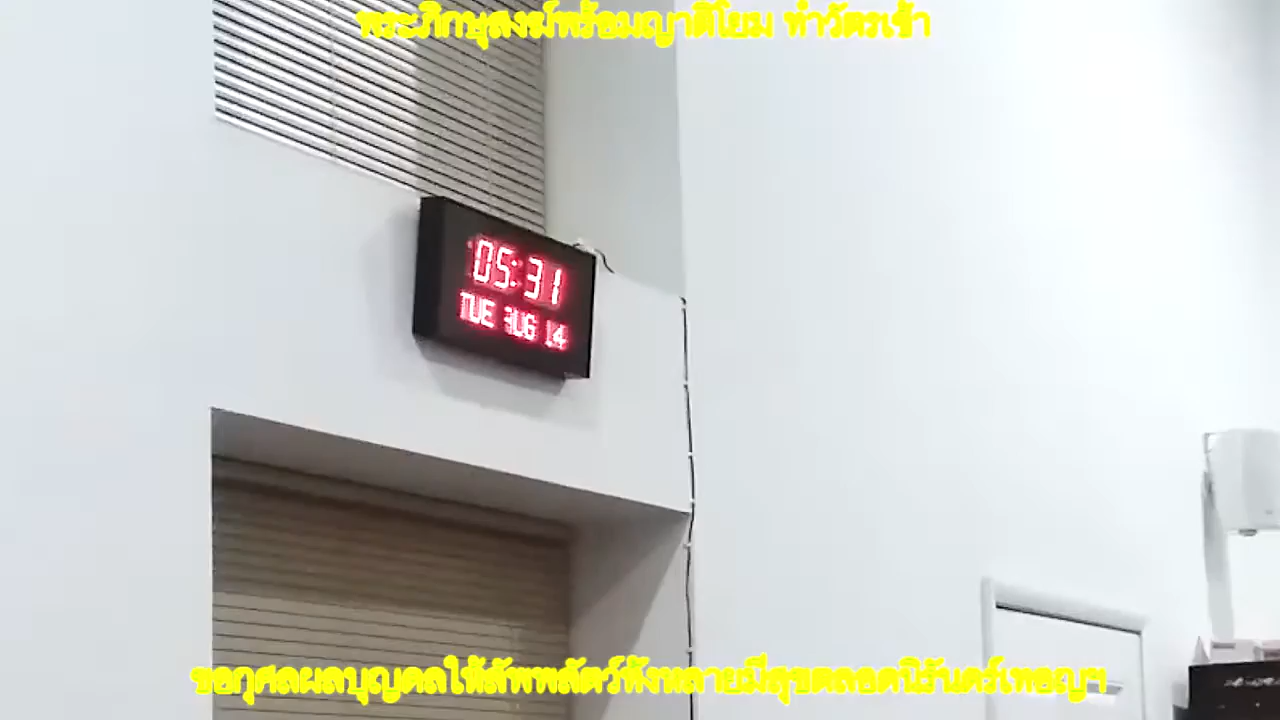 พระภิกษุสงฆ์พร้อมญาติโยม ทำวัตรเช้า
05:31
TUE AUG 14
ขอกุศลผลบุญดลให้สัพพสัตว์ทั้งหลายมีสุขตลอดนิรันดร์เทอญฯ